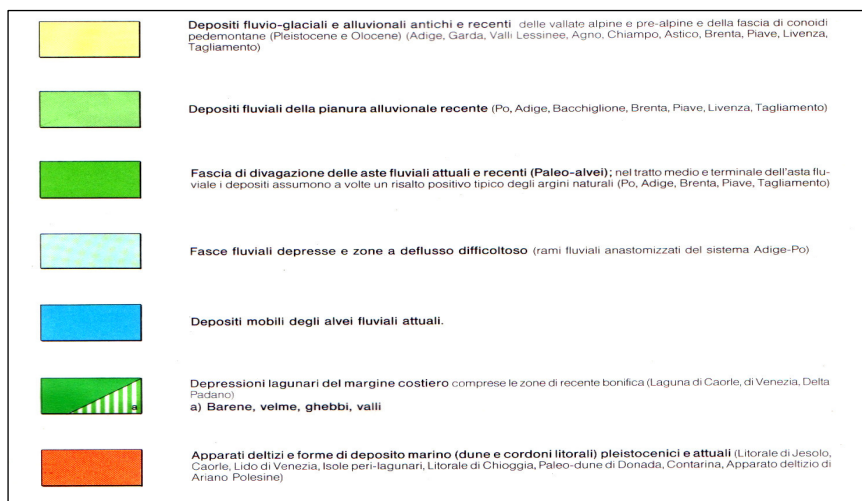 Depositi fluvio-glaciali e alluvionali antichi e recenti delle vallate alpine e pre-alpine e della fascia di conoidi
pedemontane (Pleistocene e Olocene) (Adige, Garda, Valli Lessinee, Agno, Chiampo, Astico, Brenta, Piave, Livenza,
Tagliamento)
Depositi fluviali della pianura alluvionale recente (Po, Adige, Bacchiglione, Brenta, Piave, Livenza, Tagliamento)
Fascia di divagazione delle aste fluviali attuali e recenti (Paleo-alvei); nel tratto medio e terminale dell'asta flu-
viale i depositi assumono a volte un risalto positivo tipico degli argini naturali (Po, Adige, Brenta, Piave, Tagliamento)
Fasce fluviali depresse e zone a deflusso difficoltoso (rami fluviali anastomizzati del sistema Adige-Po)
Depositi mobili degli alvei fluviali attuali.
Depressioni lagunari del margine costiero comprese le zone di recente bonifica (Laguna di Caorle, di Venezia, Delta
Padano)
a) Barene, velme, ghebbi, valli
a
Apparati deltizi e forme di deposito marino (dune e cordoni litorali) pleistocenici e attuali (Litorale di Jesolo,
Caorle, Lido di Venezia, Isole peri-lagunari, Litorale di Chioggia, Paleo-dune di Donada, Contarina, Apparato deltizio di
Ariano Polesine)